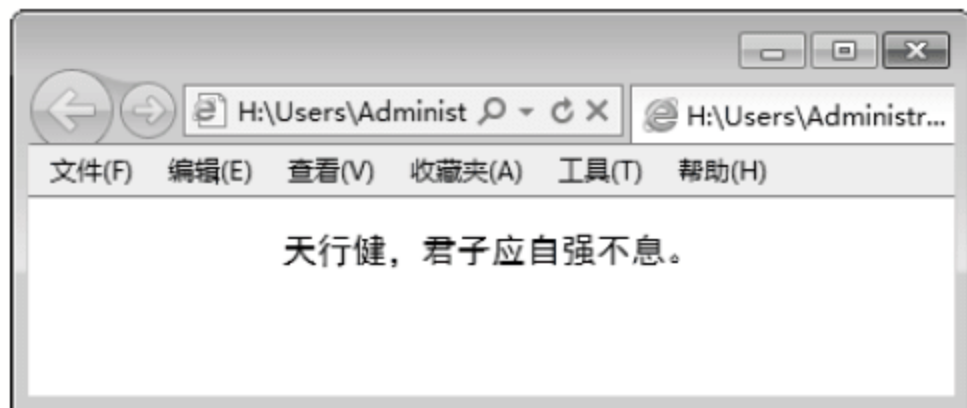 H:\Users\Administ
H:\Users\Administr...
文件(F) 编辑(E) 查看(V) 收藏夹(A) 工具(T) 帮助(H)
天行健，君子应自强不息。